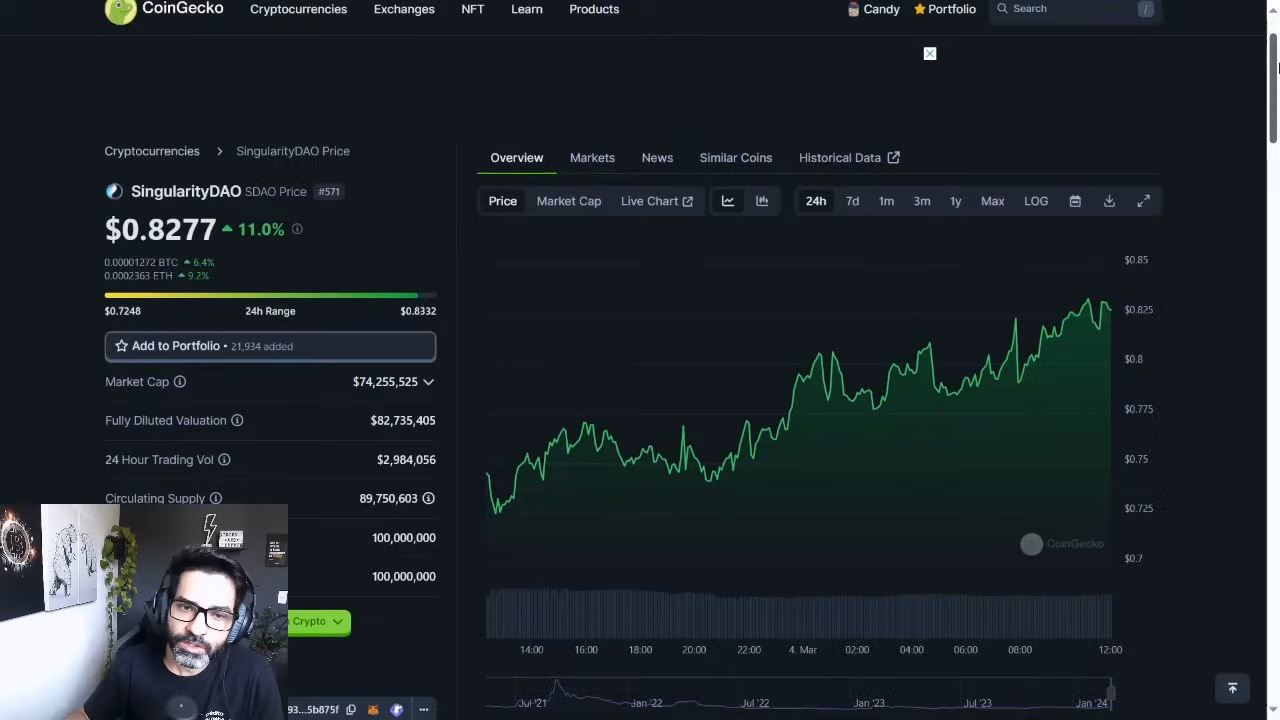 CoinGecko
Cryptocurrencies Exchanges NFT Learn Products
Candy Portfolio Search /
Cryptocurrencies > SingularityDAO Price
SingularityDAO SDAO Price #571
$0.8277 11.0%
0.00001272 BTC 6.4%
0.0002363 ETH 9.2%
$0.7248 24h Range $0.8332
Add to Portfolio • 21,934 added
Market Cap $74,255,525
Fully Diluted Valuation $82,735,405
24 Hour Trading Vol $2,984,056
Circulating Supply 89,750,603
100,000,000
100,000,000
Crypto
93...5b875f
Overview Markets News Similar Coins Historical Data
Price Market Cap Live Chart 24h 7d 1m 3m 1y Max LOG
$0.85
$0.825
$0.8
$0.775
$0.75
$0.725
$0.7
CoinGecko
14:00 16:00 18:00 20:00 22:00 4. Mar 02:00 04:00 06:00 08:00 12:00
Jul '21 Jan '22 Jul '22 Jan '23 Jul '23 Jan '24